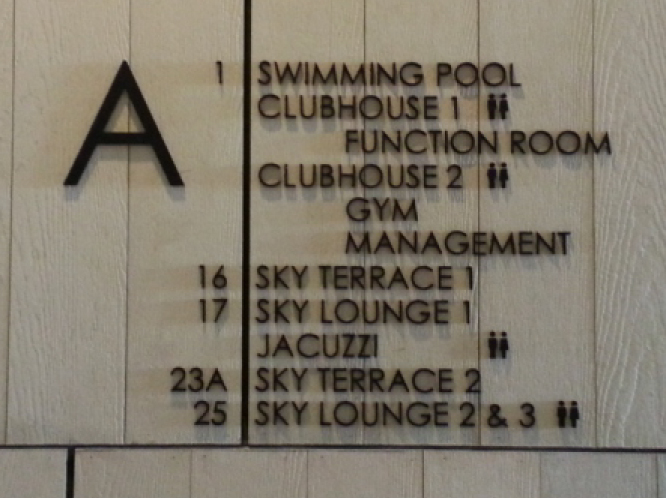 A
1 SWIMMING POOL
CLUBHOUSE 1
FUNCTION ROOM
CLUBHOUSE 2
GYM
MANAGEMENT
16 SKY TERRACE 1
17 SKY LOUNGE 1
JACUZZI
23A SKY TERRACE 2
25 SKY LOUNGE 2 & 3